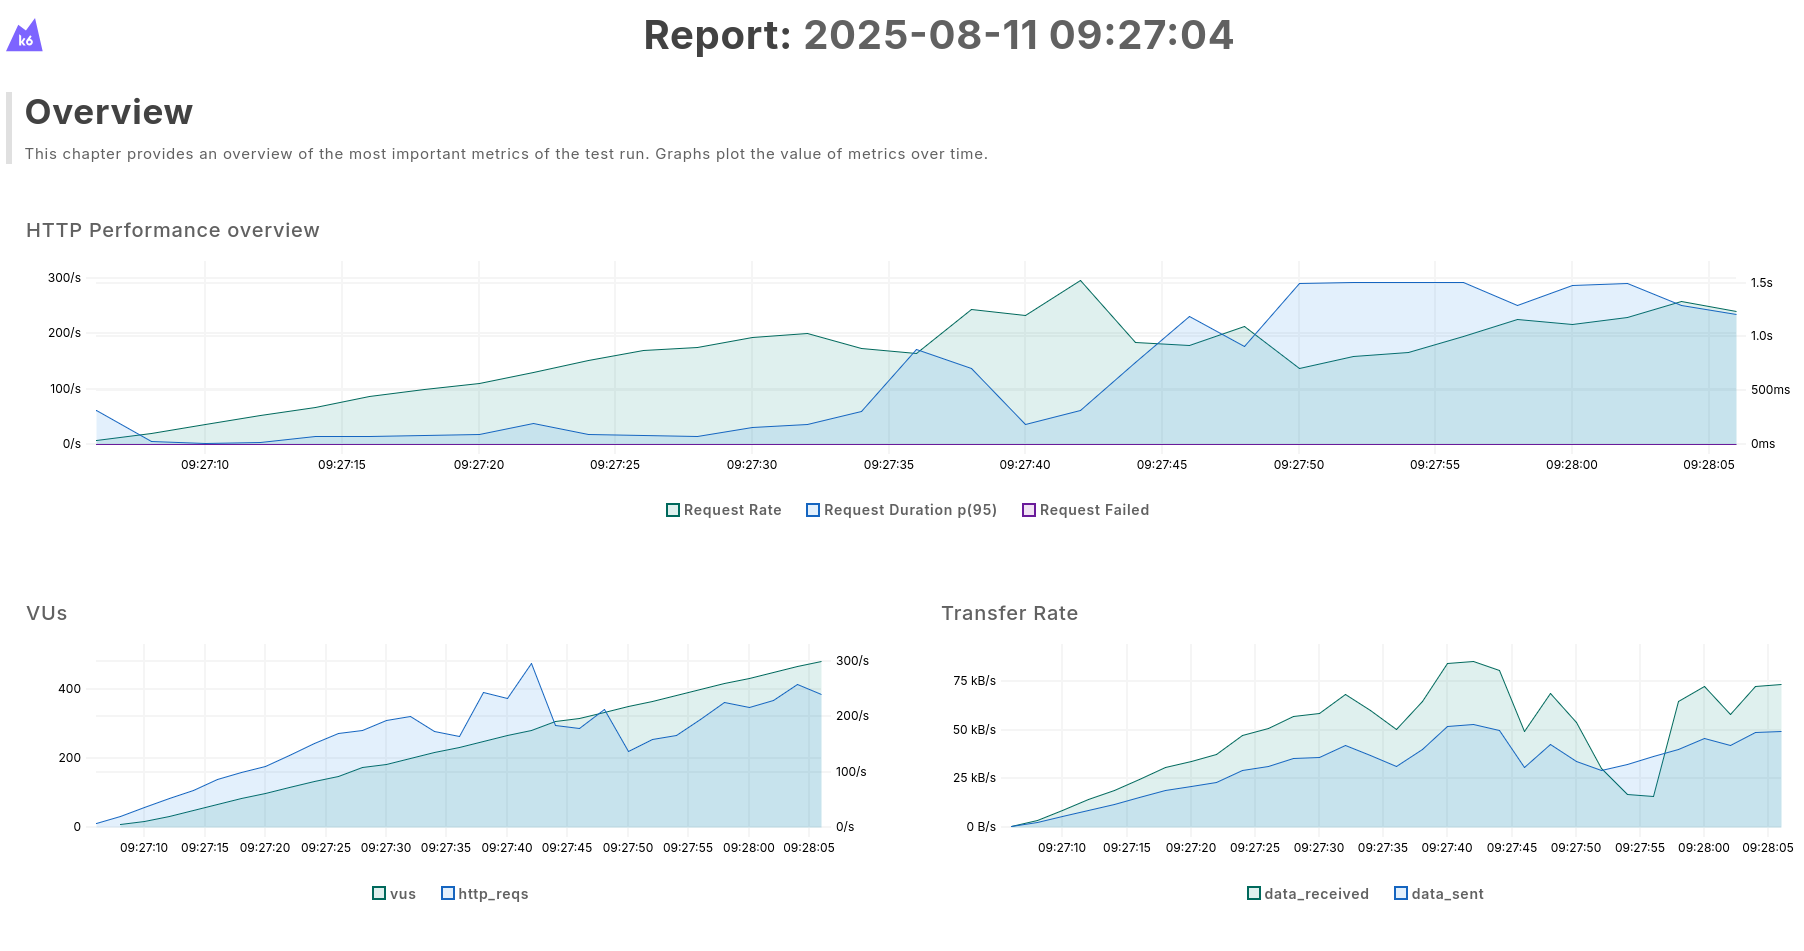 k6
Report: 2025-08-11 09:27:04
Overview
This chapter provides an overview of the most important metrics of the test run. Graphs plot the value of metrics over time.
HTTP Performance overview
300/s
200/s
100/s
0/s
1.5s
1.0s
500ms
0ms
09:27:10 09:27:15 09:27:20 09:27:25 09:27:30 09:27:35 09:27:40 09:27:45 09:27:50 09:27:55 09:28:00 09:28:05
Request Rate Request Duration p(95) Request Failed
VUs
400
200
0
300/s
200/s
100/s
0/s
09:27:10 09:27:15 09:27:20 09:27:25 09:27:30 09:27:35 09:27:40 09:27:45 09:27:50 09:27:55 09:28:00 09:28:05
vus http_reqs
Transfer Rate
75 kB/s
50 kB/s
25 kB/s
0 B/s
09:27:10 09:27:15 09:27:20 09:27:25 09:27:30 09:27:35 09:27:40 09:27:45 09:27:50 09:27:55 09:28:00 09:28:05
data_received data_sent